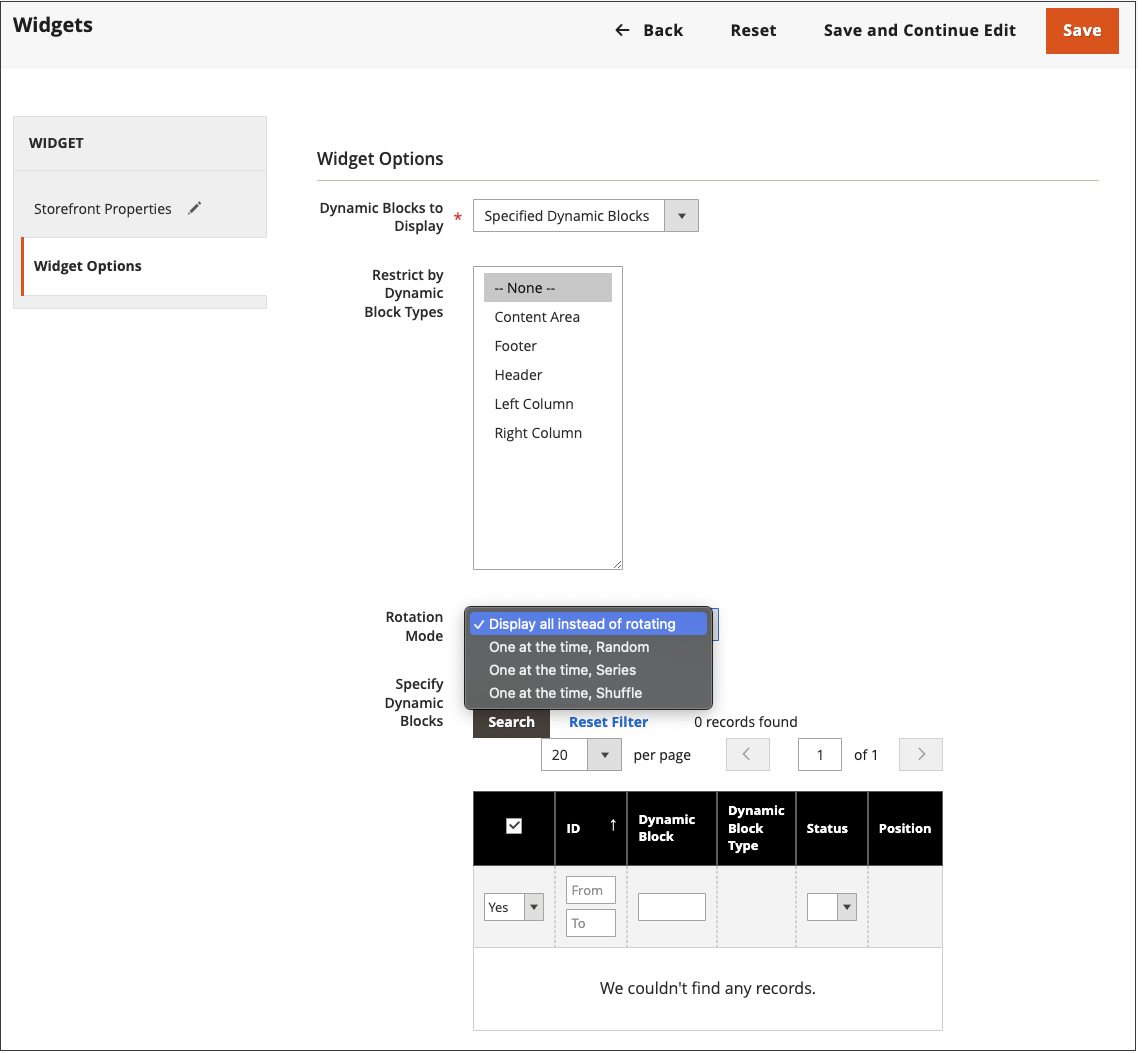 Widgets
Back
Reset
Save and Continue Edit
Save
WIDGET
Storefront Properties
Widget Options
Widget Options
Dynamic Blocks to
Display
*
Specified Dynamic Blocks
Restrict by
Dynamic
Block Types
-- None --
Content Area
Footer
Header
Left Column
Right Column
Rotation
Mode
Display all instead of rotating
One at the time, Random
One at the time, Series
One at the time, Shuffle
Specify
Dynamic
Blocks
Search
Reset Filter
0 records found
20
per page
1
of 1
ID
Dynamic
Block
Dynamic
Block
Type
Status
Position
Yes
From
To
We couldn't find any records.